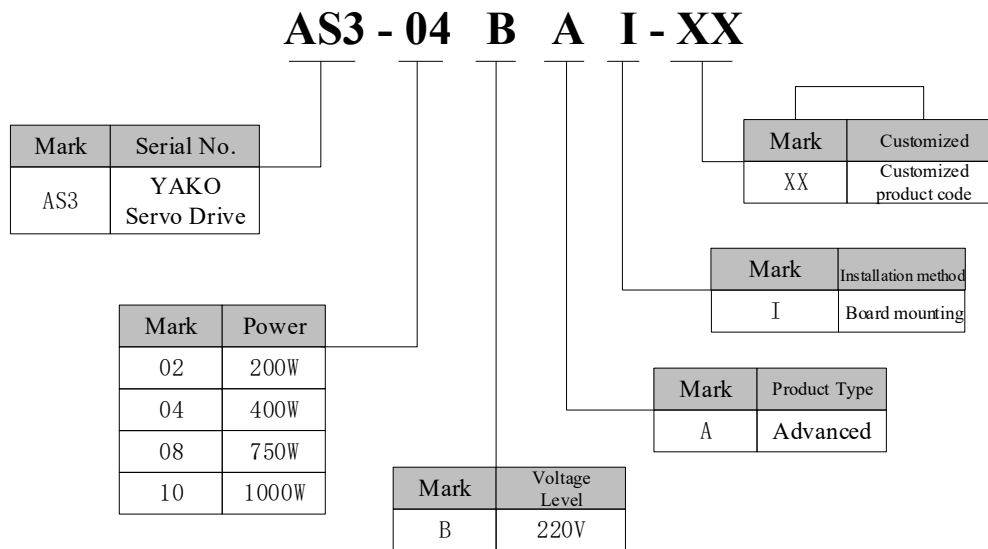 AS3 - 04 B A I - XX
Mark Serial No.
AS3 YAKO
Servo Drive
Mark Customized
XX Customized
product code
Mark Installation method
I Board mounting
Mark Power
02 200W
04 400W
08 750W
10 1000W
Mark Product Type
A Advanced
Mark Voltage
Level
B 220V